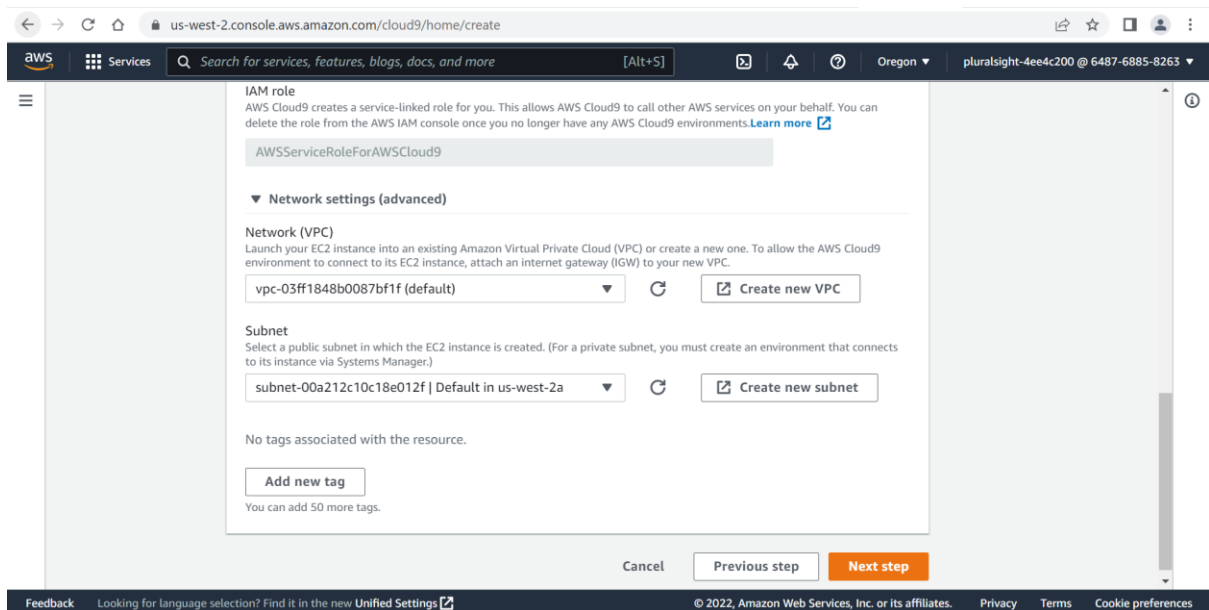 us-west-2.console.aws.amazon.com/cloud9/home/create
aws Services Search for services, features, blogs, docs, and more [Alt+S] Oregon pluralsight-4ee4c200 @ 6487-6885-8263
IAM role
AWS Cloud9 creates a service-linked role for you. This allows AWS Cloud9 to call other AWS services on your behalf. You can
delete the role from the AWS IAM console once you no longer have any AWS Cloud9 environments.Learn more
AWSServiceRoleForAWSCloud9
Network settings (advanced)
Network (VPC)
Launch your EC2 instance into an existing Amazon Virtual Private Cloud (VPC) or create a new one. To allow the AWS Cloud9
environment to connect to its EC2 instance, attach an internet gateway (IGW) to your new VPC.
vpc-03ff1848b0087bf1f (default) Create new VPC
Subnet
Select a public subnet in which the EC2 instance is created. (For a private subnet, you must create an environment that connects
to its instance via Systems Manager.)
subnet-00a212c10c18e012f | Default in us-west-2a Create new subnet
No tags associated with the resource.
Add new tag
You can add 50 more tags.
Cancel Previous step Next step
Feedback Looking for language selection? Find it in the new Unified Settings © 2022, Amazon Web Services, Inc. or its affiliates. Privacy Terms Cookie preferences